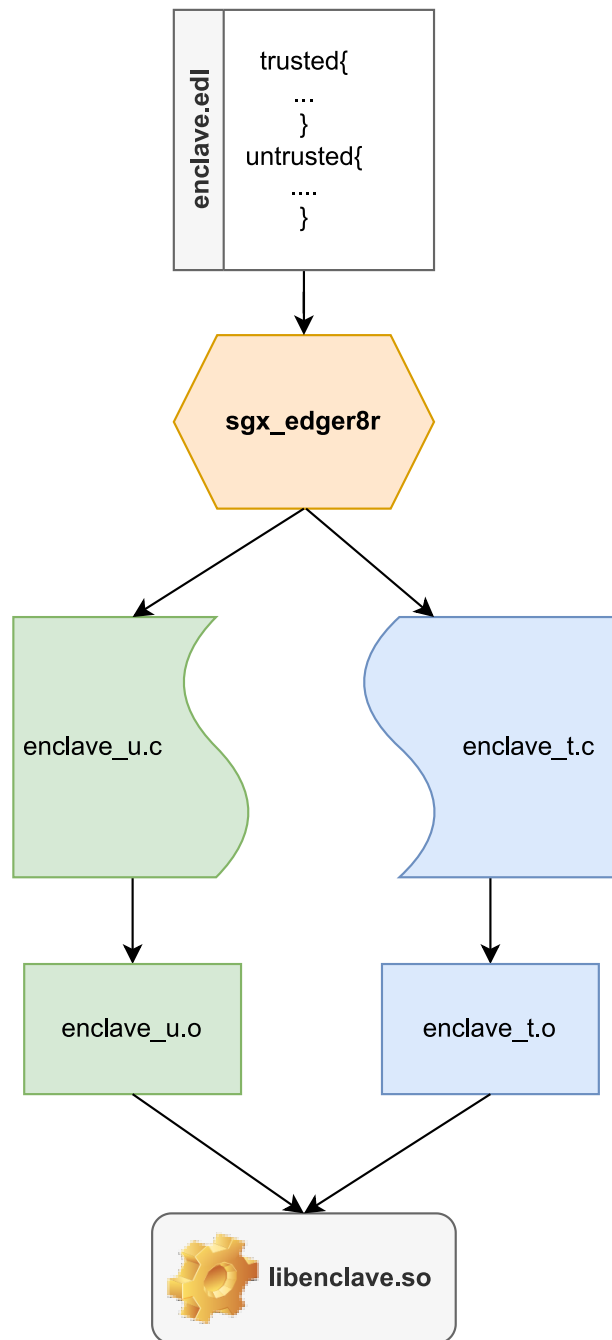 enclave.edl
trusted{
...
}
untrusted{
....
}
sgx_edger8r
enclave_u.c
enclave_t.c
enclave_u.o
enclave_t.o
libenclave.so